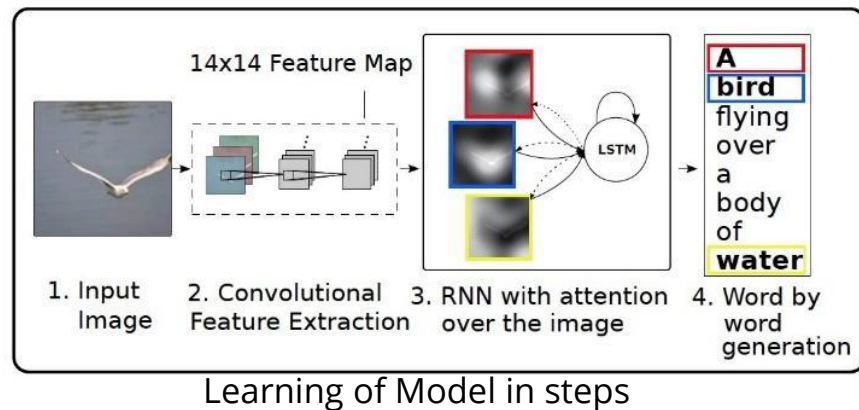 14x14 Feature Map
LSTM
A
bird
flying
over
a
body
of
water
1. Input
Image
2. Convolutional
Feature Extraction
3. RNN with attention
over the image
4. Word by
word
generation
Learning of Model in steps